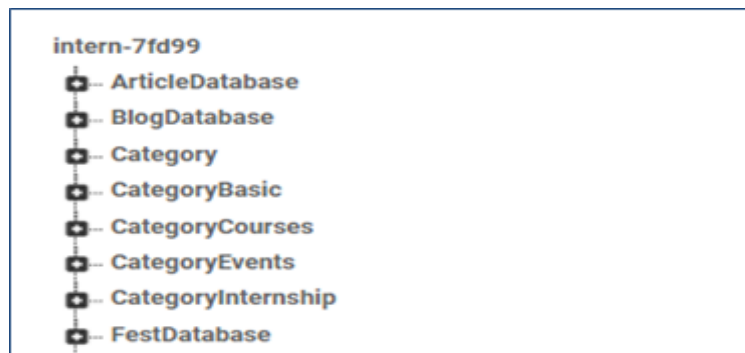 intern-7fd99
ArticleDatabase
BlogDatabase
Category
CategoryBasic
CategoryCourses
CategoryEvents
CategoryInternship
FestDatabase